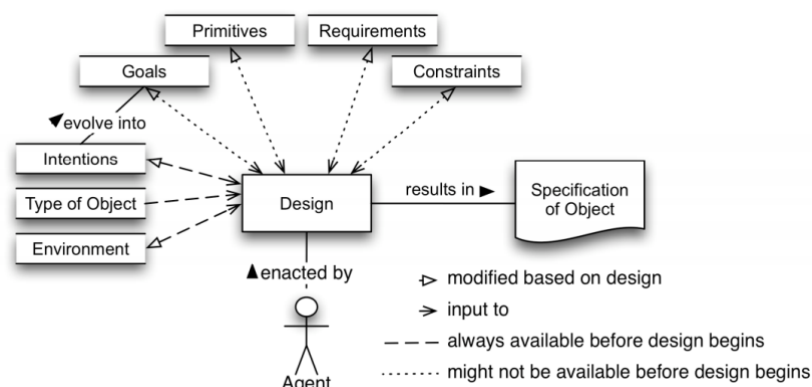 Primitives
Requirements
Goals
Constraints
evolve into
Intentions
Type of Object
Environment
Design
results in
Specification
of Object
enacted by
Agent
modified based on design
input to
always available before design begins
might not be available before design begins